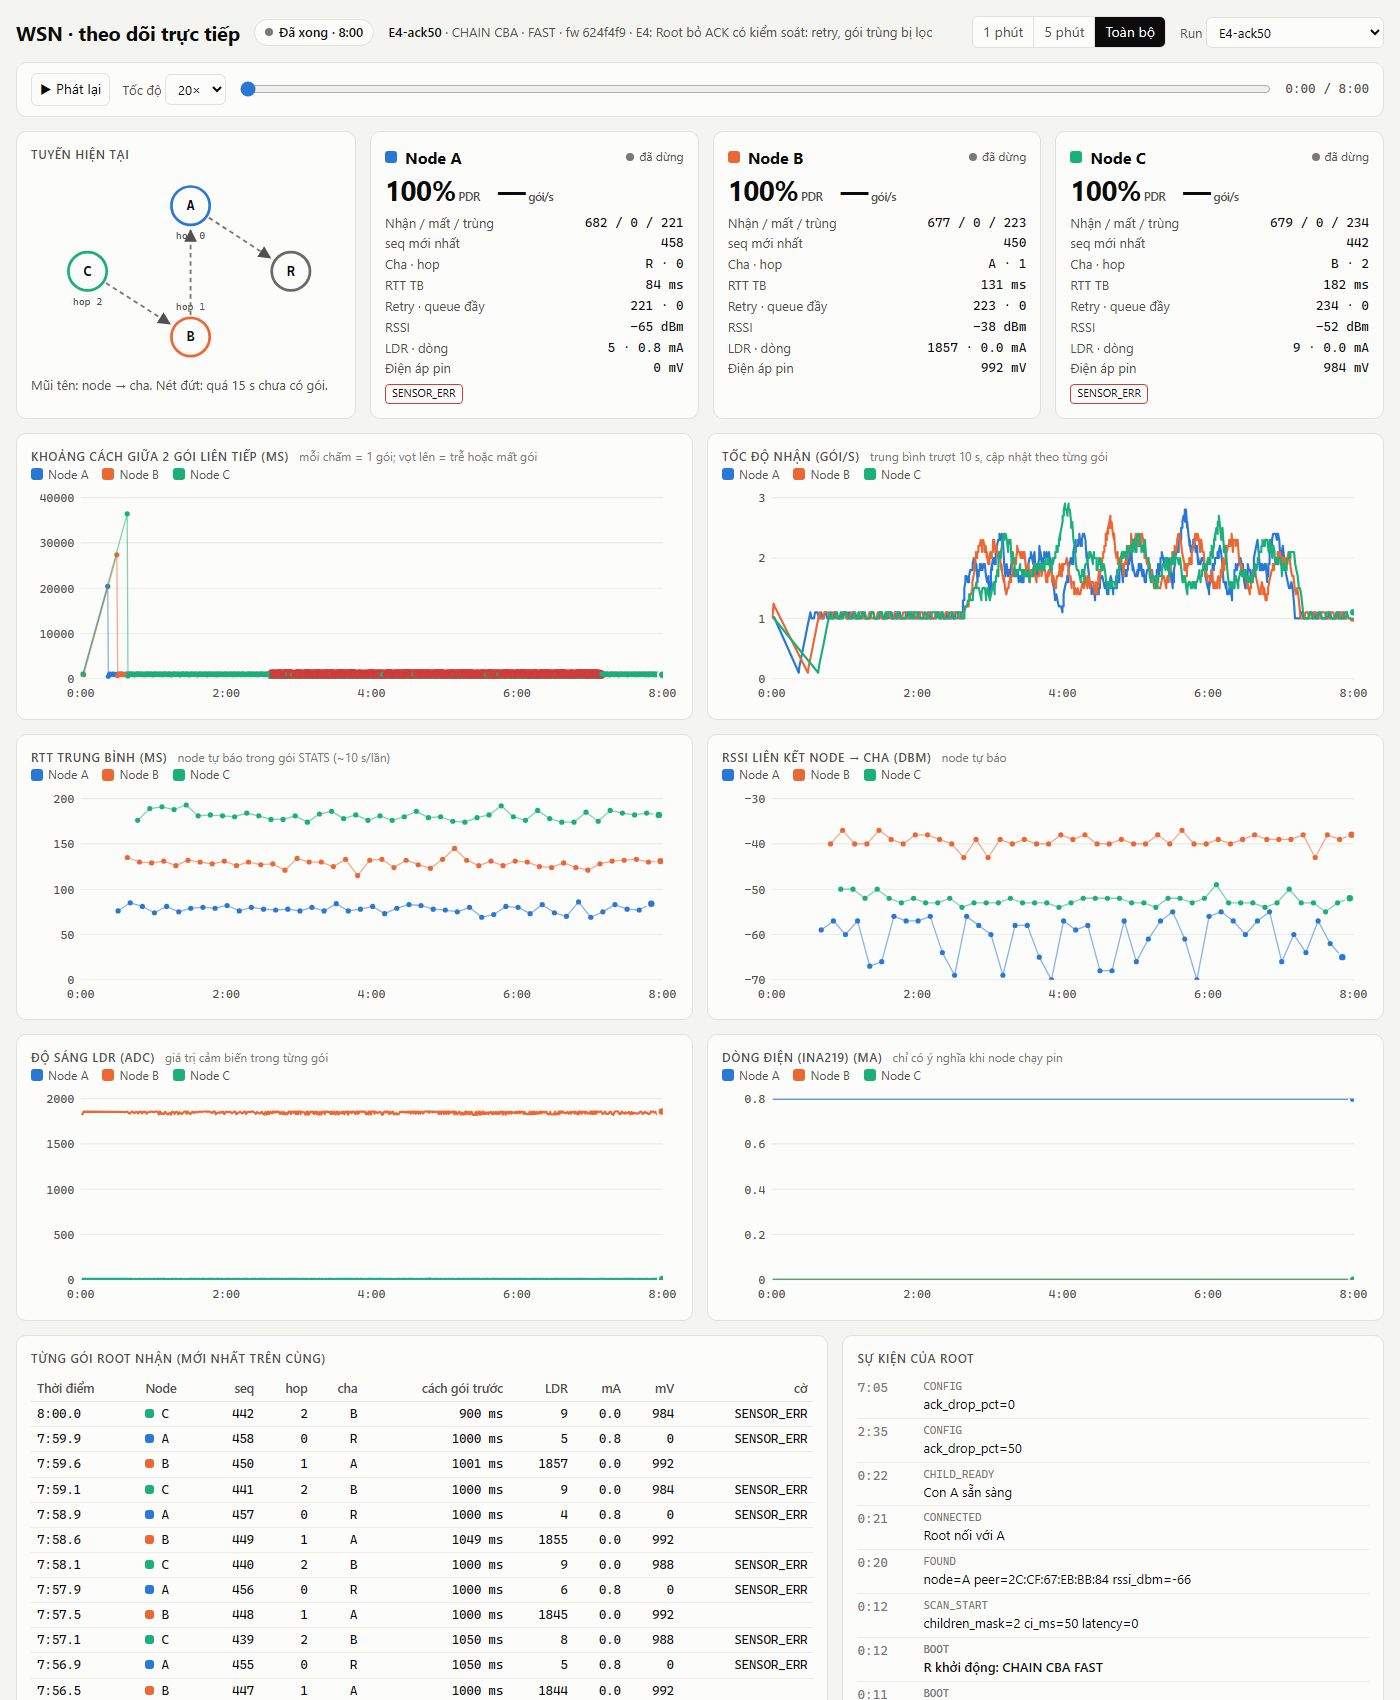 WSN · theo dõi trực tiếp
Đã xong · 8:00
E4-ack50 · CHAIN CBA · FAST · fw 624f4f9 · E4: Root bỏ ACK có kiểm soát: retry, gói trùng bị lọc
1 phút 5 phút Toàn bộ
Run E4-ack50
▶ Phát lại
Tốc độ 20×
0:00 / 8:00
TUYẾN HIỆN TẠI
A
hop 0
C
hop 2
R
hop 1
B
Mũi tên: node → cha. Nét đứt: quá 15 s chưa có gói.
Node A đã dừng
100% PDR — gói/s
Nhận / mất / trùng 682 / 0 / 221
seq mới nhất 458
Cha · hop R · 0
RTT TB 84 ms
Retry · queue đầy 221 · 0
RSSI −65 dBm
LDR · dòng 5 · 0.8 mA
Điện áp pin 0 mV
SENSOR_ERR
Node B đã dừng
100% PDR — gói/s
Nhận / mất / trùng 677 / 0 / 223
seq mới nhất 450
Cha · hop A · 1
RTT TB 131 ms
Retry · queue đầy 223 · 0
RSSI −38 dBm
LDR · dòng 1857 · 0.0 mA
Điện áp pin 992 mV
Node C đã dừng
100% PDR — gói/s
Nhận / mất / trùng 679 / 0 / 234
seq mới nhất 442
Cha · hop B · 2
RTT TB 182 ms
Retry · queue đầy 234 · 0
RSSI −52 dBm
LDR · dòng 9 · 0.0 mA
Điện áp pin 984 mV
SENSOR_ERR
KHOẢNG CÁCH GIỮA 2 GÓI LIÊN TIẾP (MS) mỗi chấm = 1 gói; vọt lên = trễ hoặc mất gói
Node A Node B Node C
40000
30000
20000
10000
0
0:00 2:00 4:00 6:00 8:00
TỐC ĐỘ NHẬN (GÓI/S) trung bình trượt 10 s, cập nhật theo từng gói
Node A Node B Node C
3
2
1
0
0:00 2:00 4:00 6:00 8:00
RTT TRUNG BÌNH (MS) node tự báo trong gói STATS (~10 s/lần)
Node A Node B Node C
200
150
100
50
0
0:00 2:00 4:00 6:00 8:00
RSSI LIÊN KẾT NODE → CHA (DBM) node tự báo
Node A Node B Node C
−30
−40
−50
−60
−70
0:00 2:00 4:00 6:00 8:00
ĐỘ SÁNG LDR (ADC) giá trị cảm biến trong từng gói
Node A Node B Node C
2000
1500
1000
500
0
0:00 2:00 4:00 6:00 8:00
DÒNG ĐIỆN (INA219) (MA) chỉ có ý nghĩa khi node chạy pin
Node A Node B Node C
0.8
0.6
0.4
0.2
0
0:00 2:00 4:00 6:00 8:00
TỪNG GÓI ROOT NHẬN (MỚI NHẤT TRÊN CÙNG)
Thời điểm Node seq hop cha cách gói trước LDR mA mV cờ
8:00.0 C 442 2 B 900 ms 9 0.0 984 SENSOR_ERR
7:59.9 A 458 0 R 1000 ms 5 0.8 0 SENSOR_ERR
7:59.6 B 450 1 A 1001 ms 1857 0.0 992
7:59.1 C 441 2 B 1000 ms 9 0.0 984 SENSOR_ERR
7:58.9 A 457 0 R 1000 ms 4 0.8 0 SENSOR_ERR
7:58.6 B 449 1 A 1049 ms 1855 0.0 992
7:58.1 C 440 2 B 1000 ms 9 0.0 988 SENSOR_ERR
7:57.9 A 456 0 R 1000 ms 6 0.8 0 SENSOR_ERR
7:57.5 B 448 1 A 1000 ms 1845 0.0 992
7:57.1 C 439 2 B 1050 ms 8 0.0 988 SENSOR_ERR
7:56.9 A 455 0 R 1050 ms 5 0.8 0 SENSOR_ERR
7:56.5 B 447 1 A 1000 ms 1844 0.0 992
SỰ KIỆN CỦA ROOT
7:05 CONFIG
ack_drop_pct=0
2:35 CONFIG
ack_drop_pct=50
0:22 CHILD_READY
Con A sẵn sàng
0:21 CONNECTED
Root nối với A
0:20 FOUND
node=A peer=2C:CF:67:EB:BB:84 rssi_dbm=-66
0:12 SCAN_START
children_mask=2 ci_ms=50 latency=0
0:12 BOOT
R khởi động: CHAIN CBA FAST
0:11 BOOT